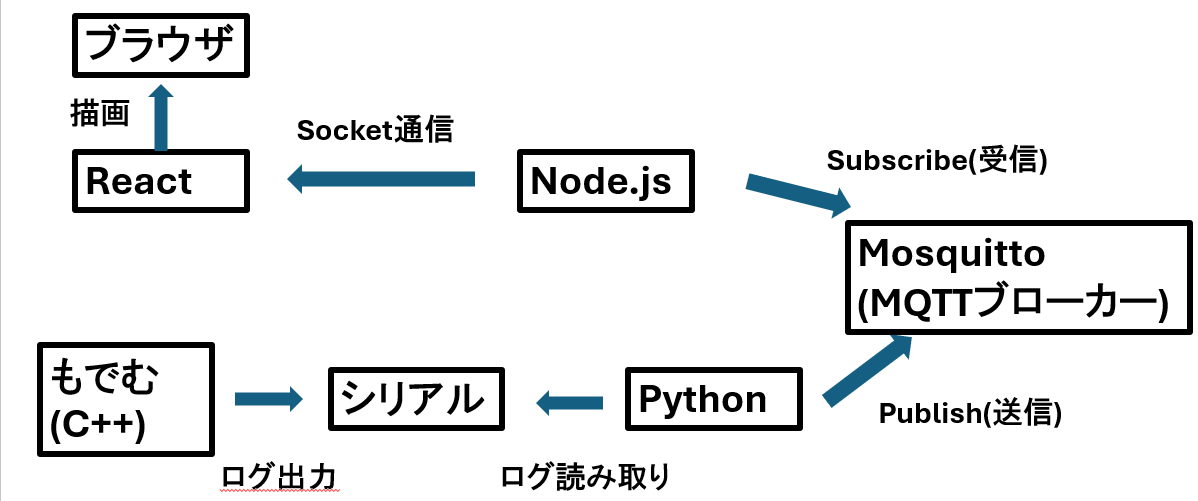 ブラウザ
描画
React
Socket通信
Node.js
Subscribe(受信)
Mosquitto
(MQTTブローカー)
もでむ
(C++)
シリアル
Python
Publish(送信)
ログ出力
ログ読み取り